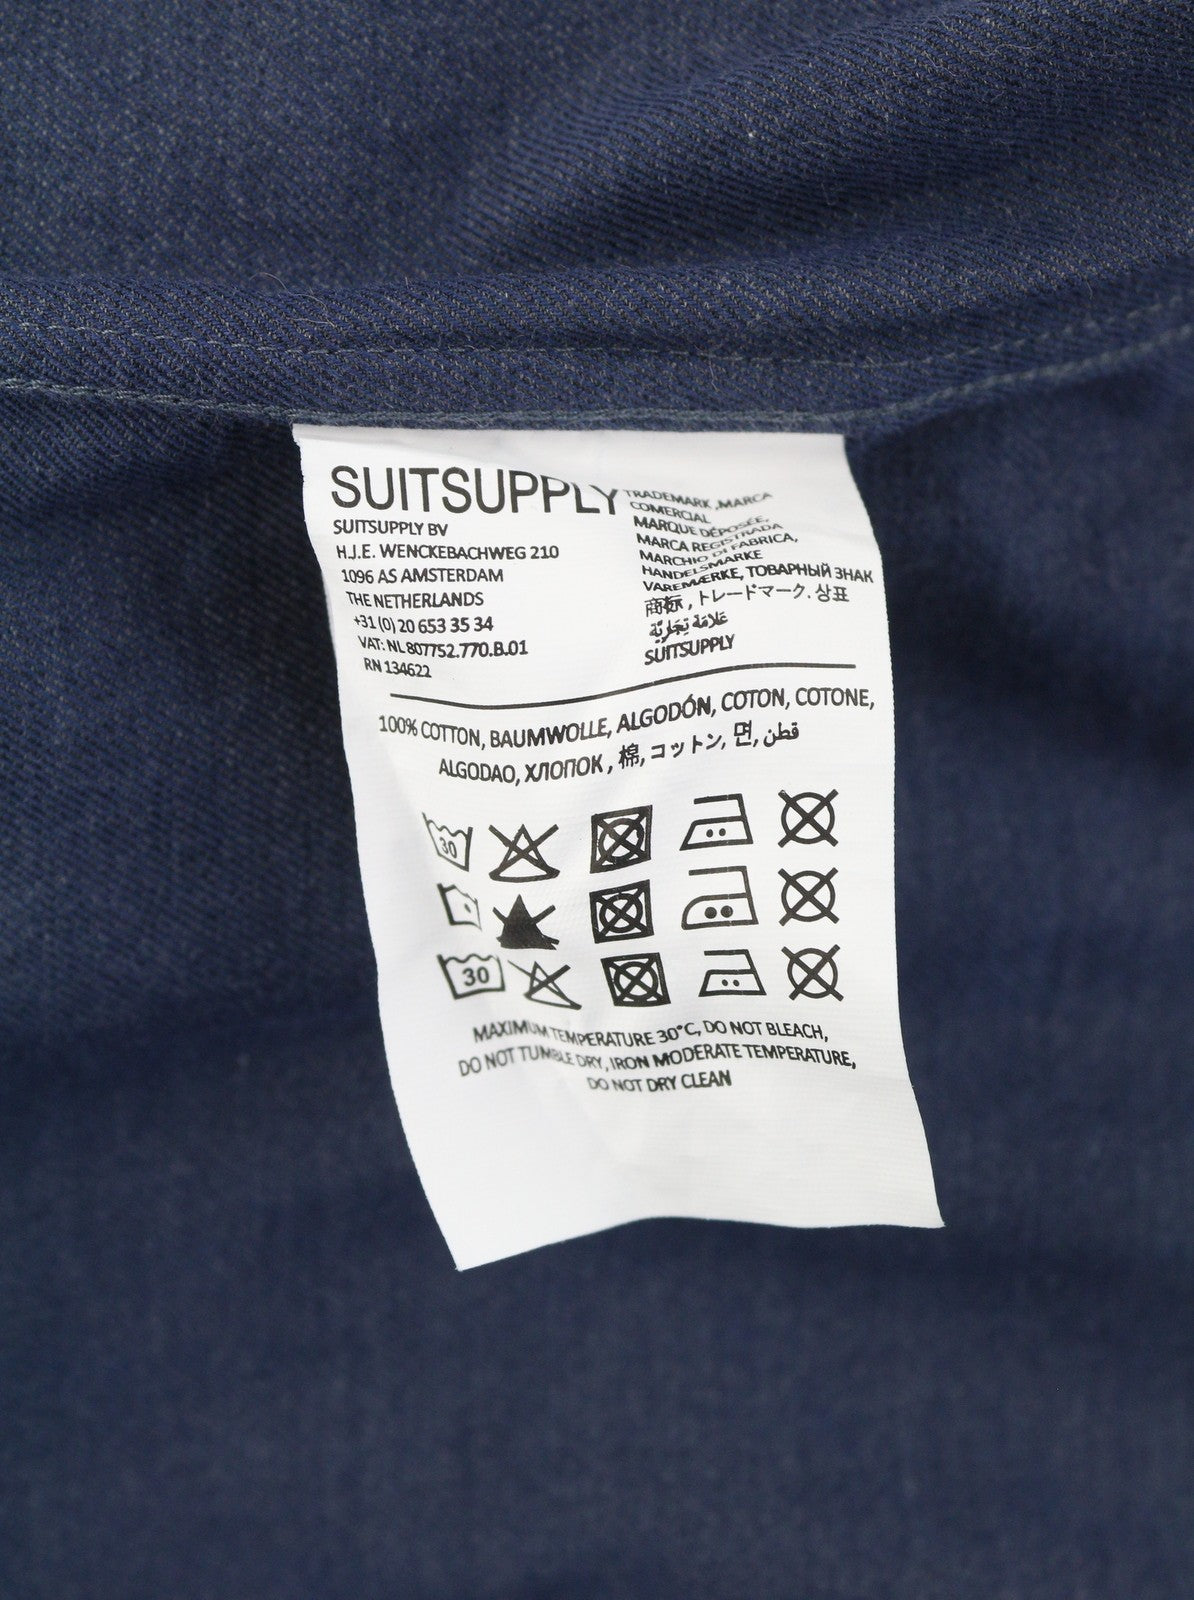 SUITSUPPLY
SUITSUPPLY BV
H.J.E. WENCKEBACHWEG 210
1096 AS AMSTERDAM
THE NETHERLANDS
+31 (0) 20 653 35 34
VAT: NL 807752.770.B.01
RN 134622
TRADEMARK ,MARCA
COMERCIAL
MARQUE DÉPOSÉE,
MARCA REGISTRADA
MARCHIO DI FABRICA,
HANDELSMARKE
VAREMÆRKE, ТОВАРНЫЙ ЗНАК
商标 , トレードマーク. 상표
علامة تجارية
SUITSUPPLY
100% COTTON, BAUMWOLLE, ALGODÓN, COTON, COTONE,
ALGODAO, ХЛОПОК , 棉, コットン, 면, قطن
30
30
MAXIMUM TEMPERATURE 30°C, DO NOT BLEACH,
DO NOT TUMBLE DRY, IRON MODERATE TEMPERATURE,
DO NOT DRY CLEAN